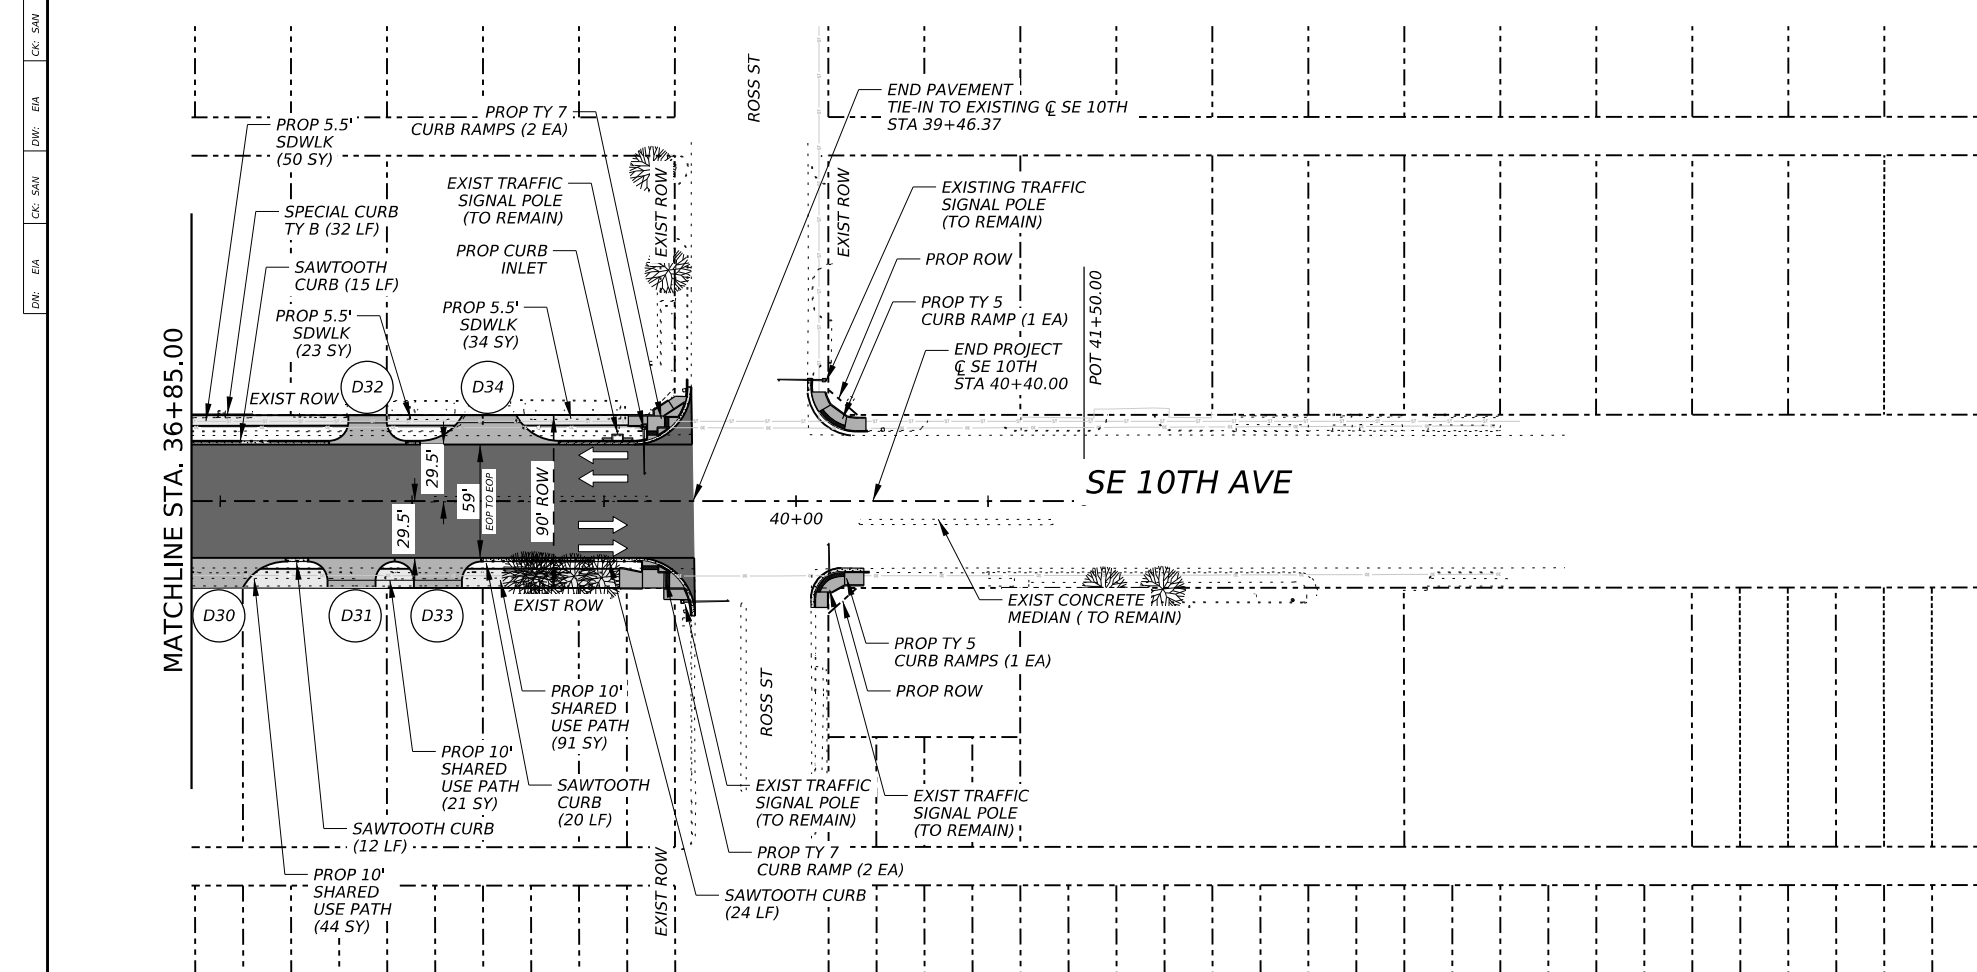 CK: SAN
DW: EIA
CK: SAN
DN: EIA
MATCHLINE STA. 36+85.00
PROP 5.5'
SDWLK
(50 SY)
SPECIAL CURB
TY B (32 LF)
SAWTOOTH
CURB (15 LF)
PROP 5.5'
SDWLK
(23 SY)
EXIST ROW
D32
D34
PROP TY 7
CURB RAMPS (2 EA)
EXIST TRAFFIC
SIGNAL POLE
(TO REMAIN)
PROP CURB
INLET
PROP 5.5'
SDWLK
(34 SY)
EXIST ROW
ROSS ST
EXIST ROW
END PAVEMENT
TIE-IN TO EXISTING ℄ SE 10TH
STA 39+46.37
EXISTING TRAFFIC
SIGNAL POLE
(TO REMAIN)
PROP ROW
PROP TY 5
CURB RAMP (1 EA)
END PROJECT
℄ SE 10TH
STA 40+40.00
POT 41+50.00
SE 10TH AVE
29.5'
29.5'
59'
EOP TO EOP
90' ROW
40+00
D30
D31
D33
EXIST ROW
EXIST CONCRETE
MEDIAN ( TO REMAIN)
PROP TY 5
CURB RAMPS (1 EA)
PROP ROW
ROSS ST
PROP 10'
SHARED
USE PATH
(91 SY)
PROP 10'
SHARED
USE PATH
(21 SY)
SAWTOOTH
CURB
(20 LF)
SAWTOOTH CURB
(12 LF)
PROP 10'
SHARED
USE PATH
(44 SY)
EXIST TRAFFIC
SIGNAL POLE
(TO REMAIN)
EXIST TRAFFIC
SIGNAL POLE
(TO REMAIN)
PROP TY 7
CURB RAMP (2 EA)
SAWTOOTH CURB
(24 LF)
EXIST ROW